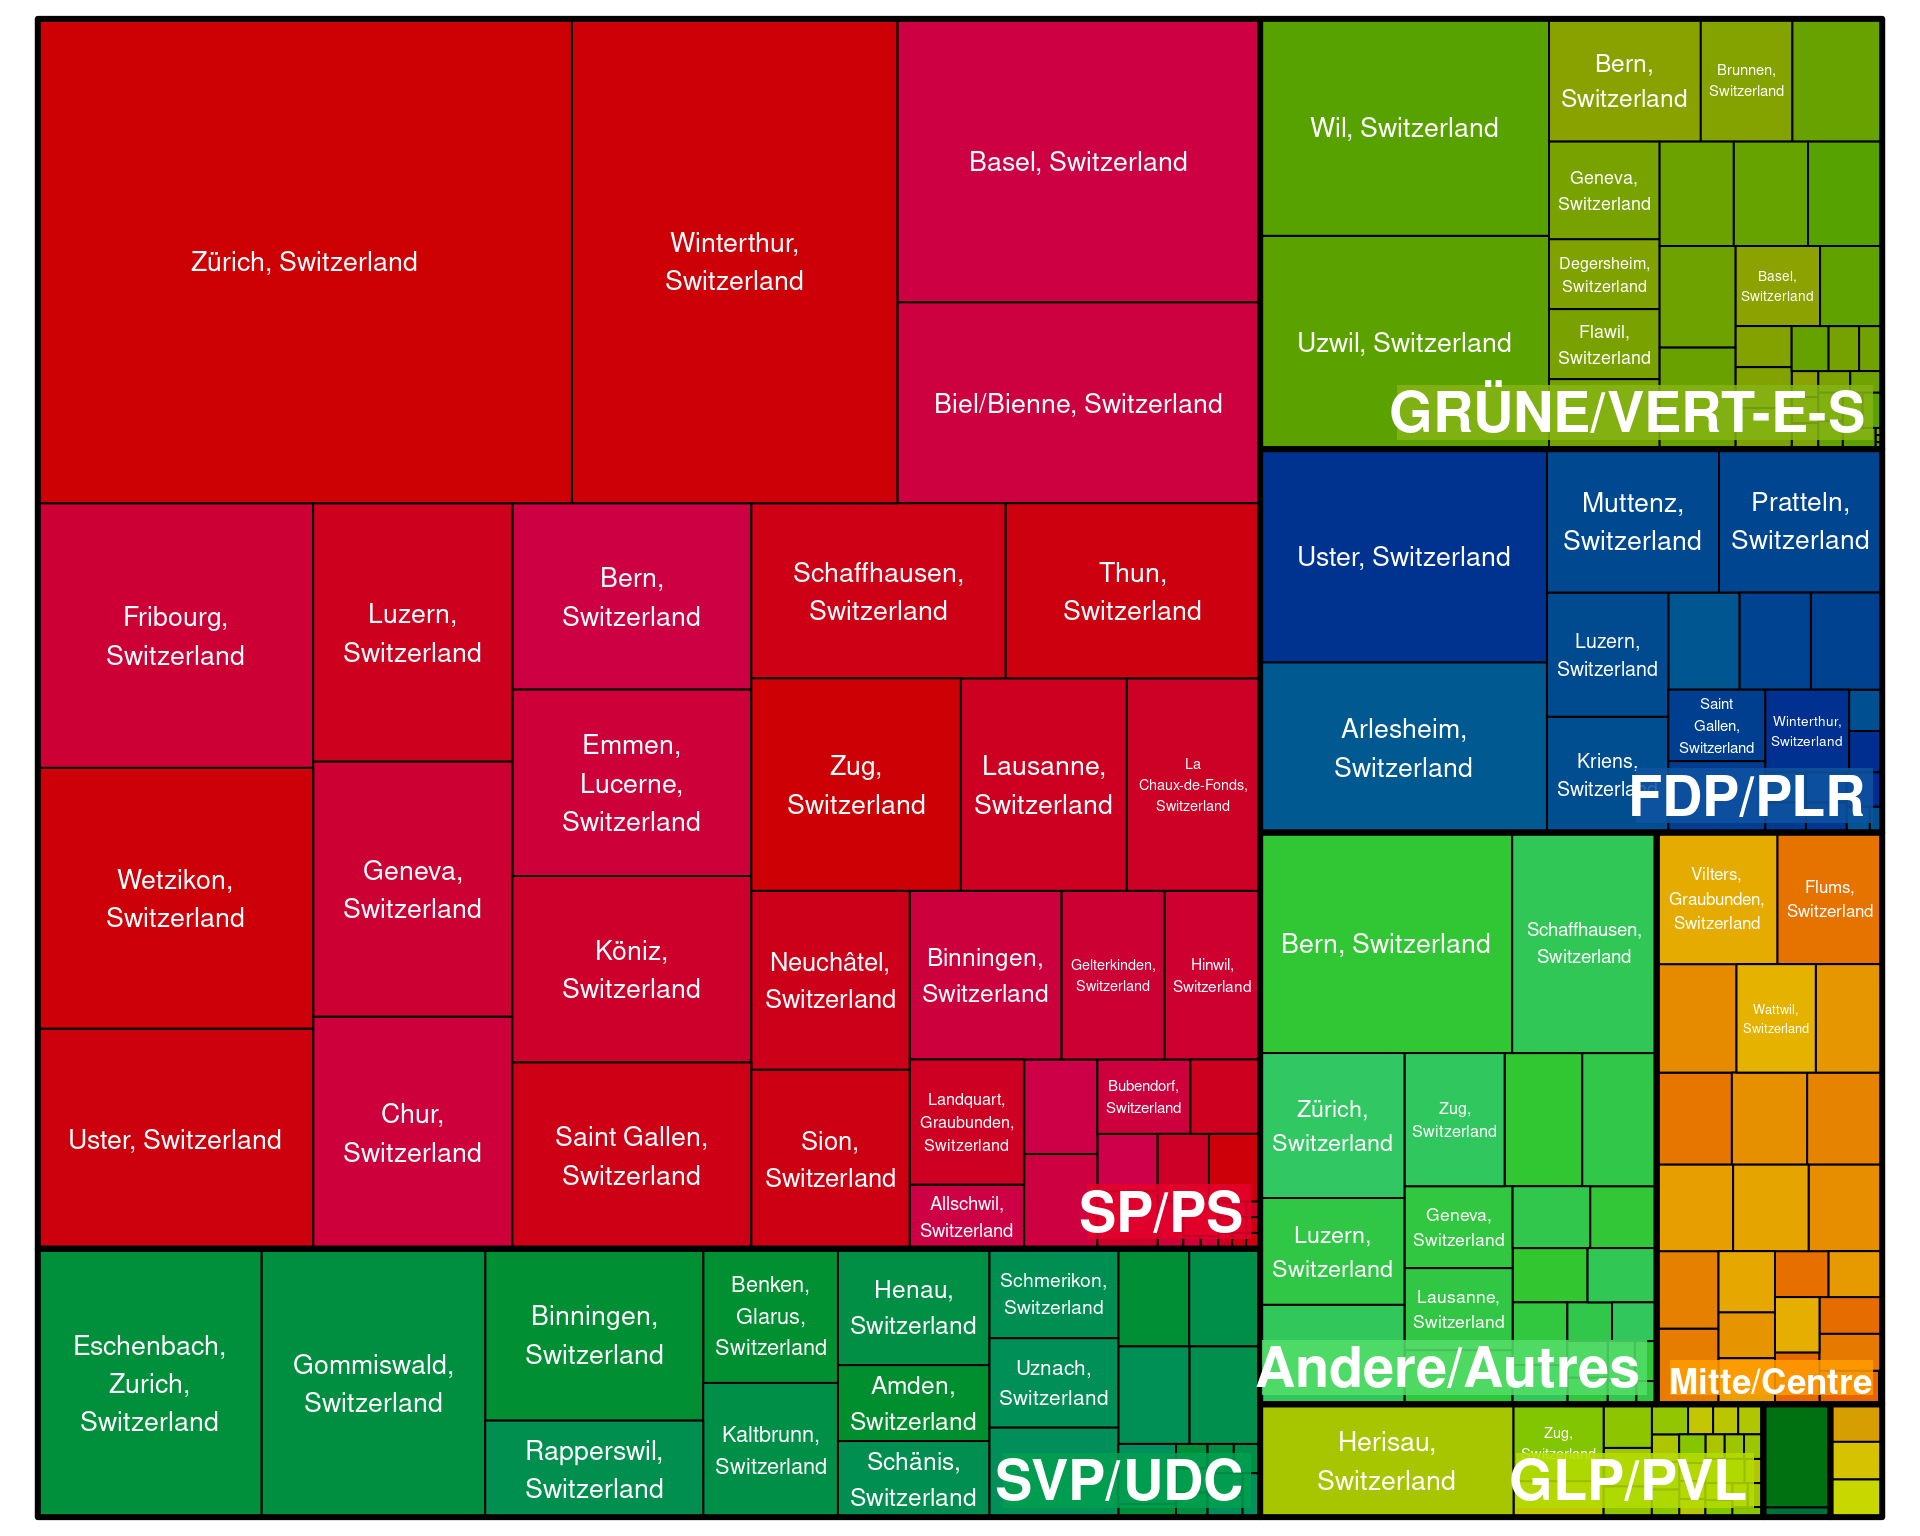 Zürich, Switzerland
Winterthur,
Switzerland
Basel, Switzerland
Biel/Bienne, Switzerland
Fribourg,
Switzerland
Luzern,
Switzerland
Bern,
Switzerland
Schaffhausen,
Switzerland
Thun,
Switzerland
Emmen,
Lucerne,
Switzerland
Zug,
Switzerland
Lausanne,
Switzerland
La
Chaux-de-Fonds,
Switzerland
Wetzikon,
Switzerland
Geneva,
Switzerland
Köniz,
Switzerland
Neuchâtel,
Switzerland
Binningen,
Switzerland
Gelterkinden,
Switzerland
Hinwil,
Switzerland
Uster, Switzerland
Chur,
Switzerland
Saint Gallen,
Switzerland
Sion,
Switzerland
Landquart,
Graubunden,
Switzerland
Bubendorf,
Switzerland
Allschwil,
Switzerland
SP/PS
Eschenbach,
Zurich,
Switzerland
Gommiswald,
Switzerland
Binningen,
Switzerland
Rapperswil,
Switzerland
Benken,
Glarus,
Switzerland
Kaltbrunn,
Switzerland
Henau,
Switzerland
Amden,
Switzerland
Schänis,
Switzerland
Schmerikon,
Switzerland
Uznach,
Switzerland
SVP/UDC
Wil, Switzerland
Uzwil, Switzerland
Bern,
Switzerland
Brunnen,
Switzerland
Geneva,
Switzerland
Degersheim,
Switzerland
Flawil,
Switzerland
Basel,
Switzerland
GRÜNE/VERT-E-S
Uster, Switzerland
Arlesheim,
Switzerland
Muttenz,
Switzerland
Pratteln,
Switzerland
Luzern,
Switzerland
Kriens,
Switzerland
Saint
Gallen,
Switzerland
Winterthur,
Switzerland
FDP/PLR
Bern, Switzerland
Schaffhausen,
Switzerland
Zürich,
Switzerland
Zug,
Switzerland
Luzern,
Switzerland
Geneva,
Switzerland
Lausanne,
Switzerland
Andere/Autres
Vilters,
Graubunden,
Switzerland
Flums,
Switzerland
Wattwil,
Switzerland
Mitte/Centre
Herisau,
Switzerland
Zug,
Switzerland
GLP/PVL